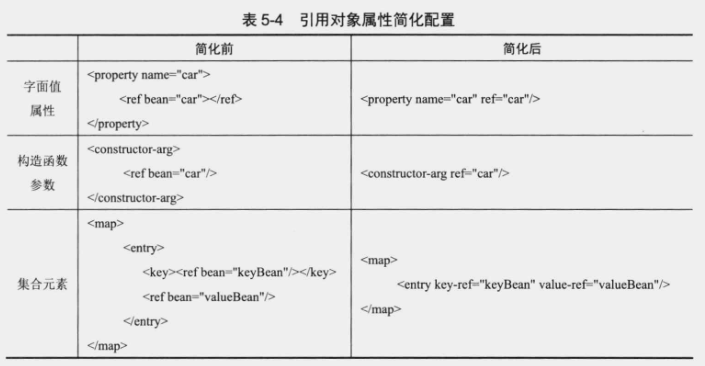 表 5-4 引用对象属性简化配置
简化前
简化后
字面值
属性
<property name="car">
<ref bean="car"></ref>
</property>
<property name="car" ref="car"/>
构造函数
参数
<constructor-arg>
<ref bean="car"/>
</constructor-arg>
<constructor-arg ref="car"/>
集合元素
<map>
<entry>
<key><ref bean="keyBean"/></key>
<ref bean="valueBean"/>
</entry>
</map>
<map>
<entry key-ref="keyBean" value-ref="valueBean"/>
</map>